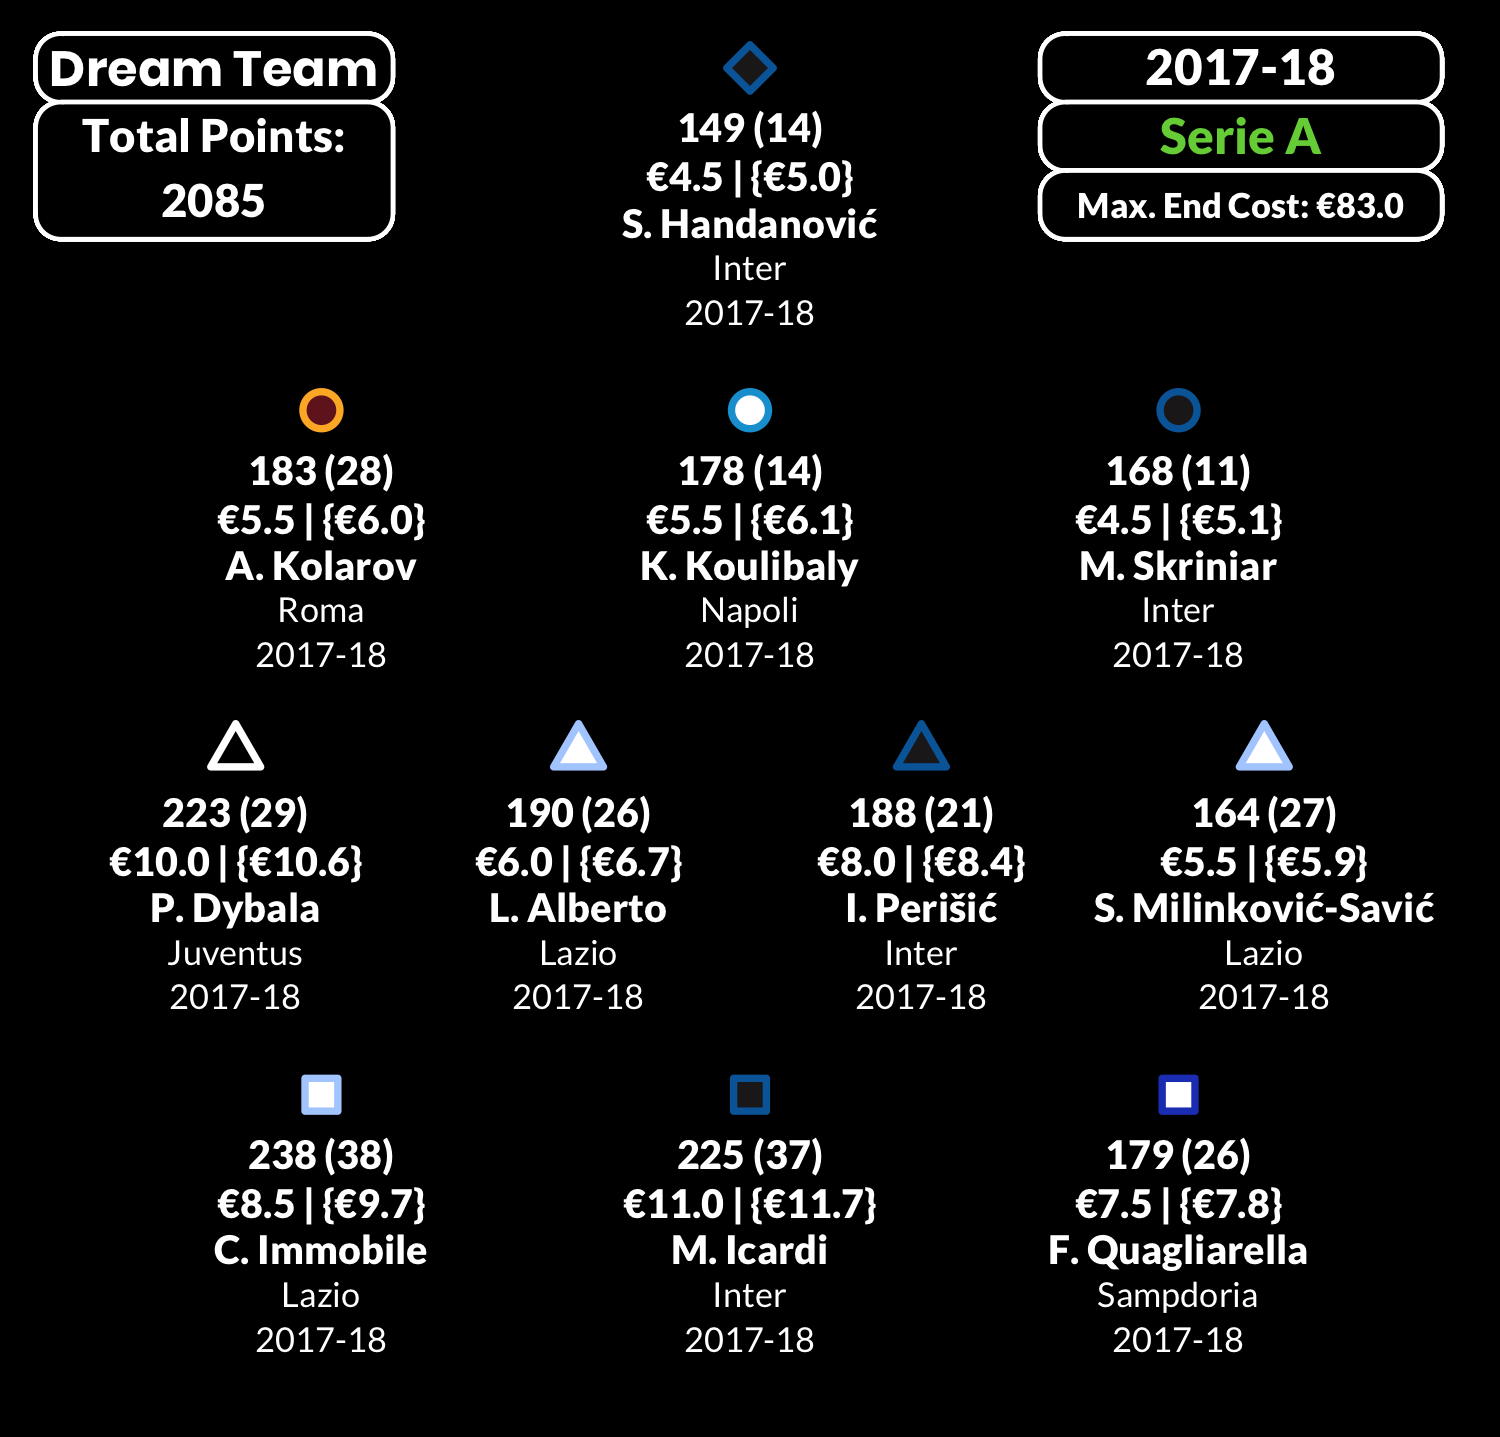 Dream Team
Total Points:
2085
2017-18
Serie A
Max. End Cost: €83.0
149 (14)
€4.5 | {€5.0}
S. Handanović
Inter
2017-18
183 (28)
€5.5 | {€6.0}
A. Kolarov
Roma
2017-18
178 (14)
€5.5 | {€6.1}
K. Koulibaly
Napoli
2017-18
168 (11)
€4.5 | {€5.1}
M. Skriniar
Inter
2017-18
223 (29)
€10.0 | {€10.6}
P. Dybala
Juventus
2017-18
190 (26)
€6.0 | {€6.7}
L. Alberto
Lazio
2017-18
188 (21)
€8.0 | {€8.4}
I. Perišić
Inter
2017-18
164 (27)
€5.5 | {€5.9}
S. Milinković-Savić
Lazio
2017-18
238 (38)
€8.5 | {€9.7}
C. Immobile
Lazio
2017-18
225 (37)
€11.0 | {€11.7}
M. Icardi
Inter
2017-18
179 (26)
€7.5 | {€7.8}
F. Quagliarella
Sampdoria
2017-18